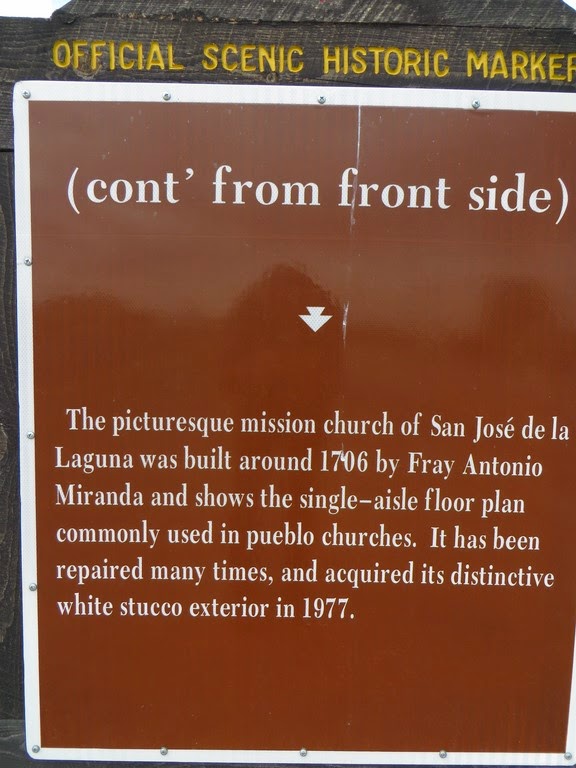 OFFICIAL SCENIC HISTORIC MARKER
(cont' from front side)
The picturesque mission church of San José de la
Laguna was built around 1706 by Fray Antonio
Miranda and shows the single-aisle floor plan
commonly used in pueblo churches. It has been
repaired many times, and acquired its distinctive
white stucco exterior in 1977.